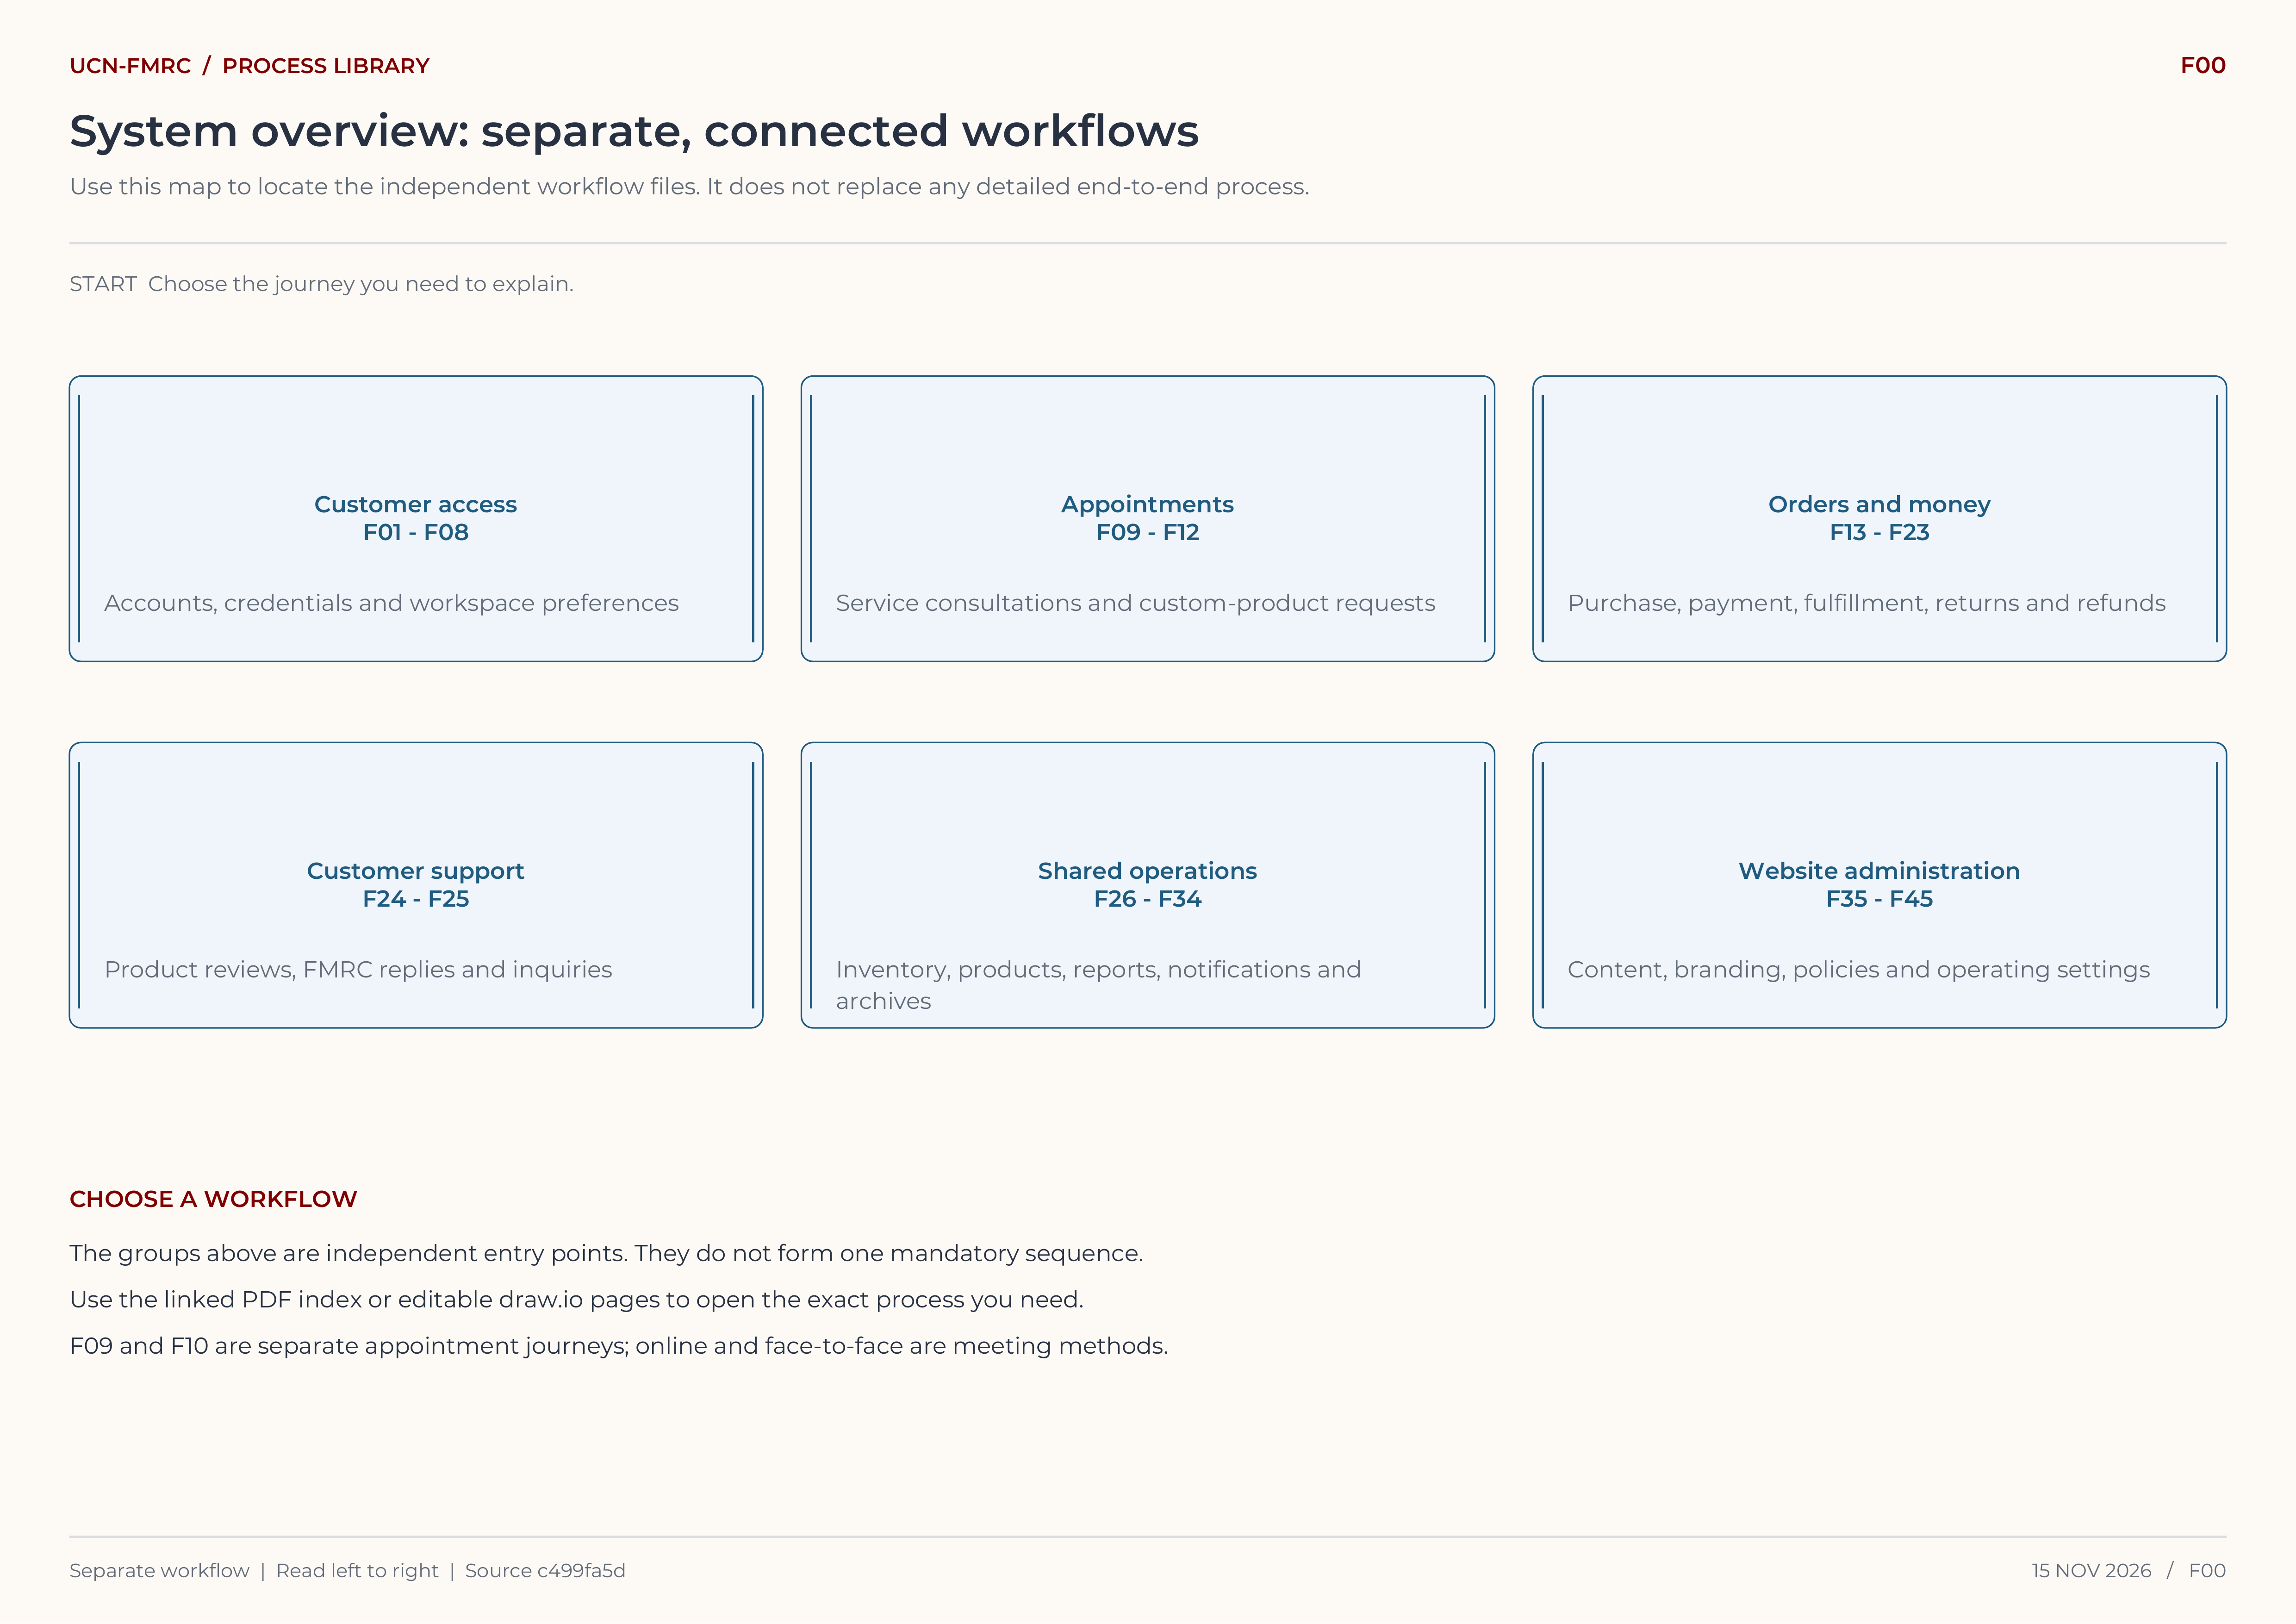 UCN-FMRC / PROCESS LIBRARY
F00
System overview: separate, connected workflows
Use this map to locate the independent workflow files. It does not replace any detailed end-to-end process.
START Choose the journey you need to explain.
Customer access
F01 - F08
Accounts, credentials and workspace preferences
Appointments
F09 - F12
Service consultations and custom-product requests
Orders and money
F13 - F23
Purchase, payment, fulfillment, returns and refunds
Customer support
F24 - F25
Product reviews, FMRC replies and inquiries
Shared operations
F26 - F34
Inventory, products, reports, notifications and
archives
Website administration
F35 - F45
Content, branding, policies and operating settings
CHOOSE A WORKFLOW
The groups above are independent entry points. They do not form one mandatory sequence.
Use the linked PDF index or editable draw.io pages to open the exact process you need.
F09 and F10 are separate appointment journeys; online and face-to-face are meeting methods.
Separate workflow | Read left to right | Source c499fa5d
15 NOV 2026 / F00